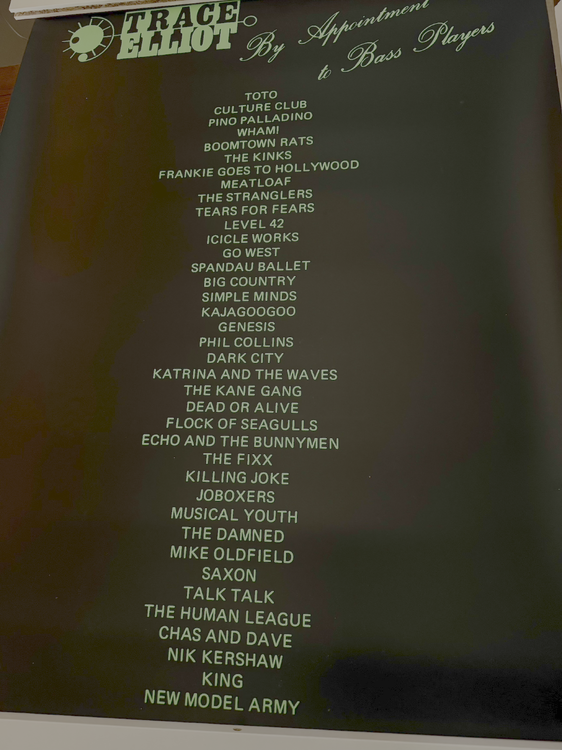 TRACE
ELLIOT
By Appointment
to Bass Players
TOTO
CULTURE CLUB
PINO PALLADINO
WHAM!
BOOMTOWN RATS
THE KINKS
FRANKIE GOES TO HOLLYWOOD
MEATLOAF
THE STRANGLERS
TEARS FOR FEARS
LEVEL 42
ICICLE WORKS
GO WEST
SPANDAU BALLET
BIG COUNTRY
SIMPLE MINDS
KAJAGOOGOO
GENESIS
PHIL COLLINS
DARK CITY
KATRINA AND THE WAVES
THE KANE GANG
DEAD OR ALIVE
FLOCK OF SEAGULLS
ECHO AND THE BUNNYMEN
THE FIXX
KILLING JOKE
JOBOXERS
MUSICAL YOUTH
THE DAMNED
MIKE OLDFIELD
SAXON
TALK TALK
THE HUMAN LEAGUE
CHAS AND DAVE
NIK KERSHAW
KING
NEW MODEL ARMY